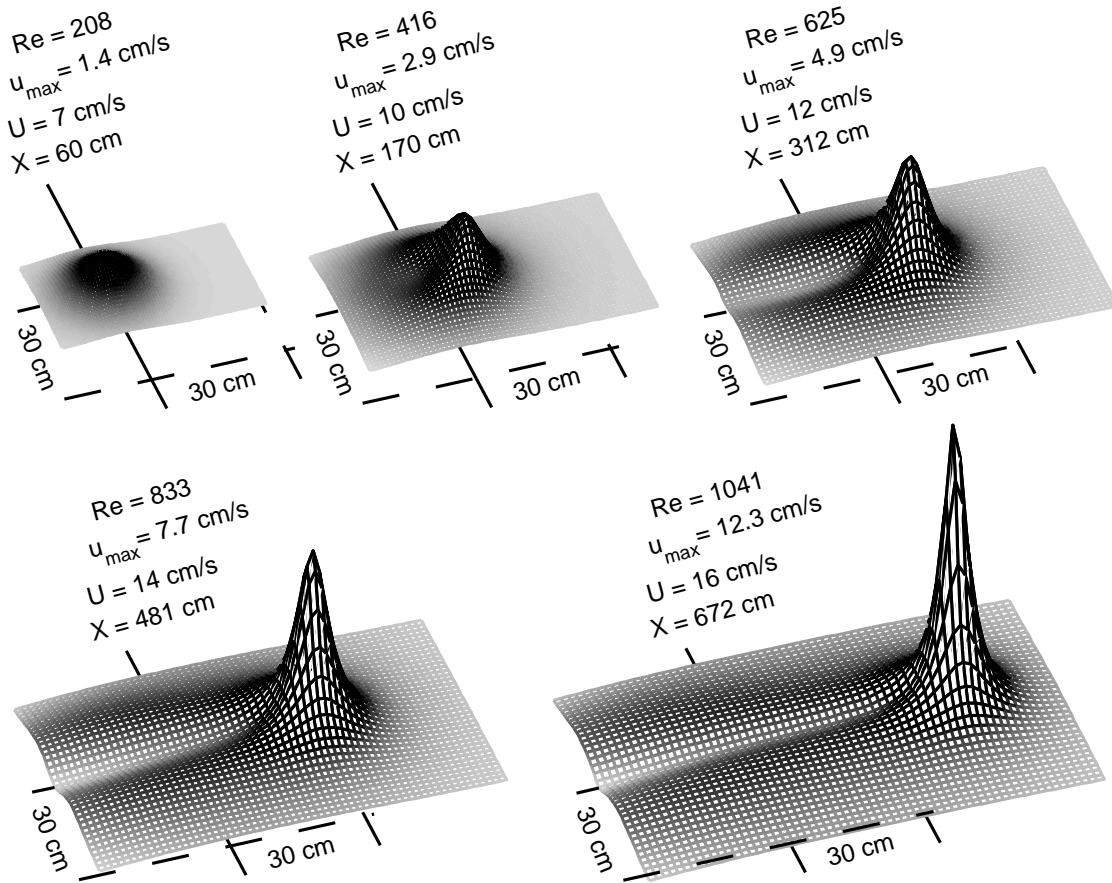 Re = 208
u_max = 1.4 cm/s
U = 7 cm/s
X = 60 cm
30 cm
30 cm
Re = 416
u_max = 2.9 cm/s
U = 10 cm/s
X = 170 cm
30 cm
30 cm
Re = 625
u_max = 4.9 cm/s
U = 12 cm/s
X = 312 cm
30 cm
30 cm
Re = 833
u_max = 7.7 cm/s
U = 14 cm/s
X = 481 cm
30 cm
30 cm
Re = 1041
u_max = 12.3 cm/s
U = 16 cm/s
X = 672 cm
30 cm
30 cm